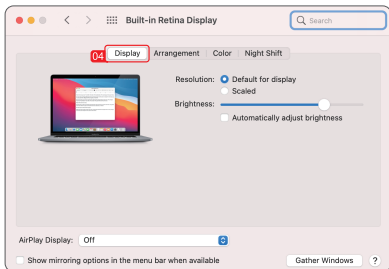 Built-in Retina Display
Search
04
Display Arrangement Color Night Shift
Resolution: Default for display
Scaled
Brightness:
Automatically adjust brightness
AirPlay Display: Off
Show mirroring options in the menu bar when available
Gather Windows ?